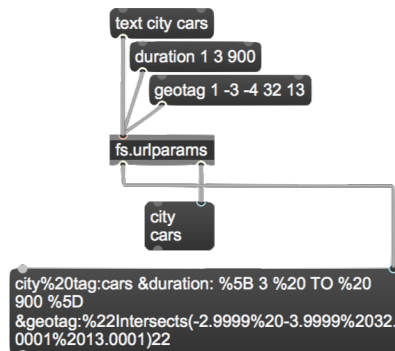 text city cars
duration 1 3 900
geotag 1 -3 -4 32 13
fs.urlparams
city
cars
city%20tag:cars &duration: %5B 3 %20 TO %20
900 %5D
&geotag:%22Intersects(-2.9999%20-3.9999%2032.
0001%2013.0001)22